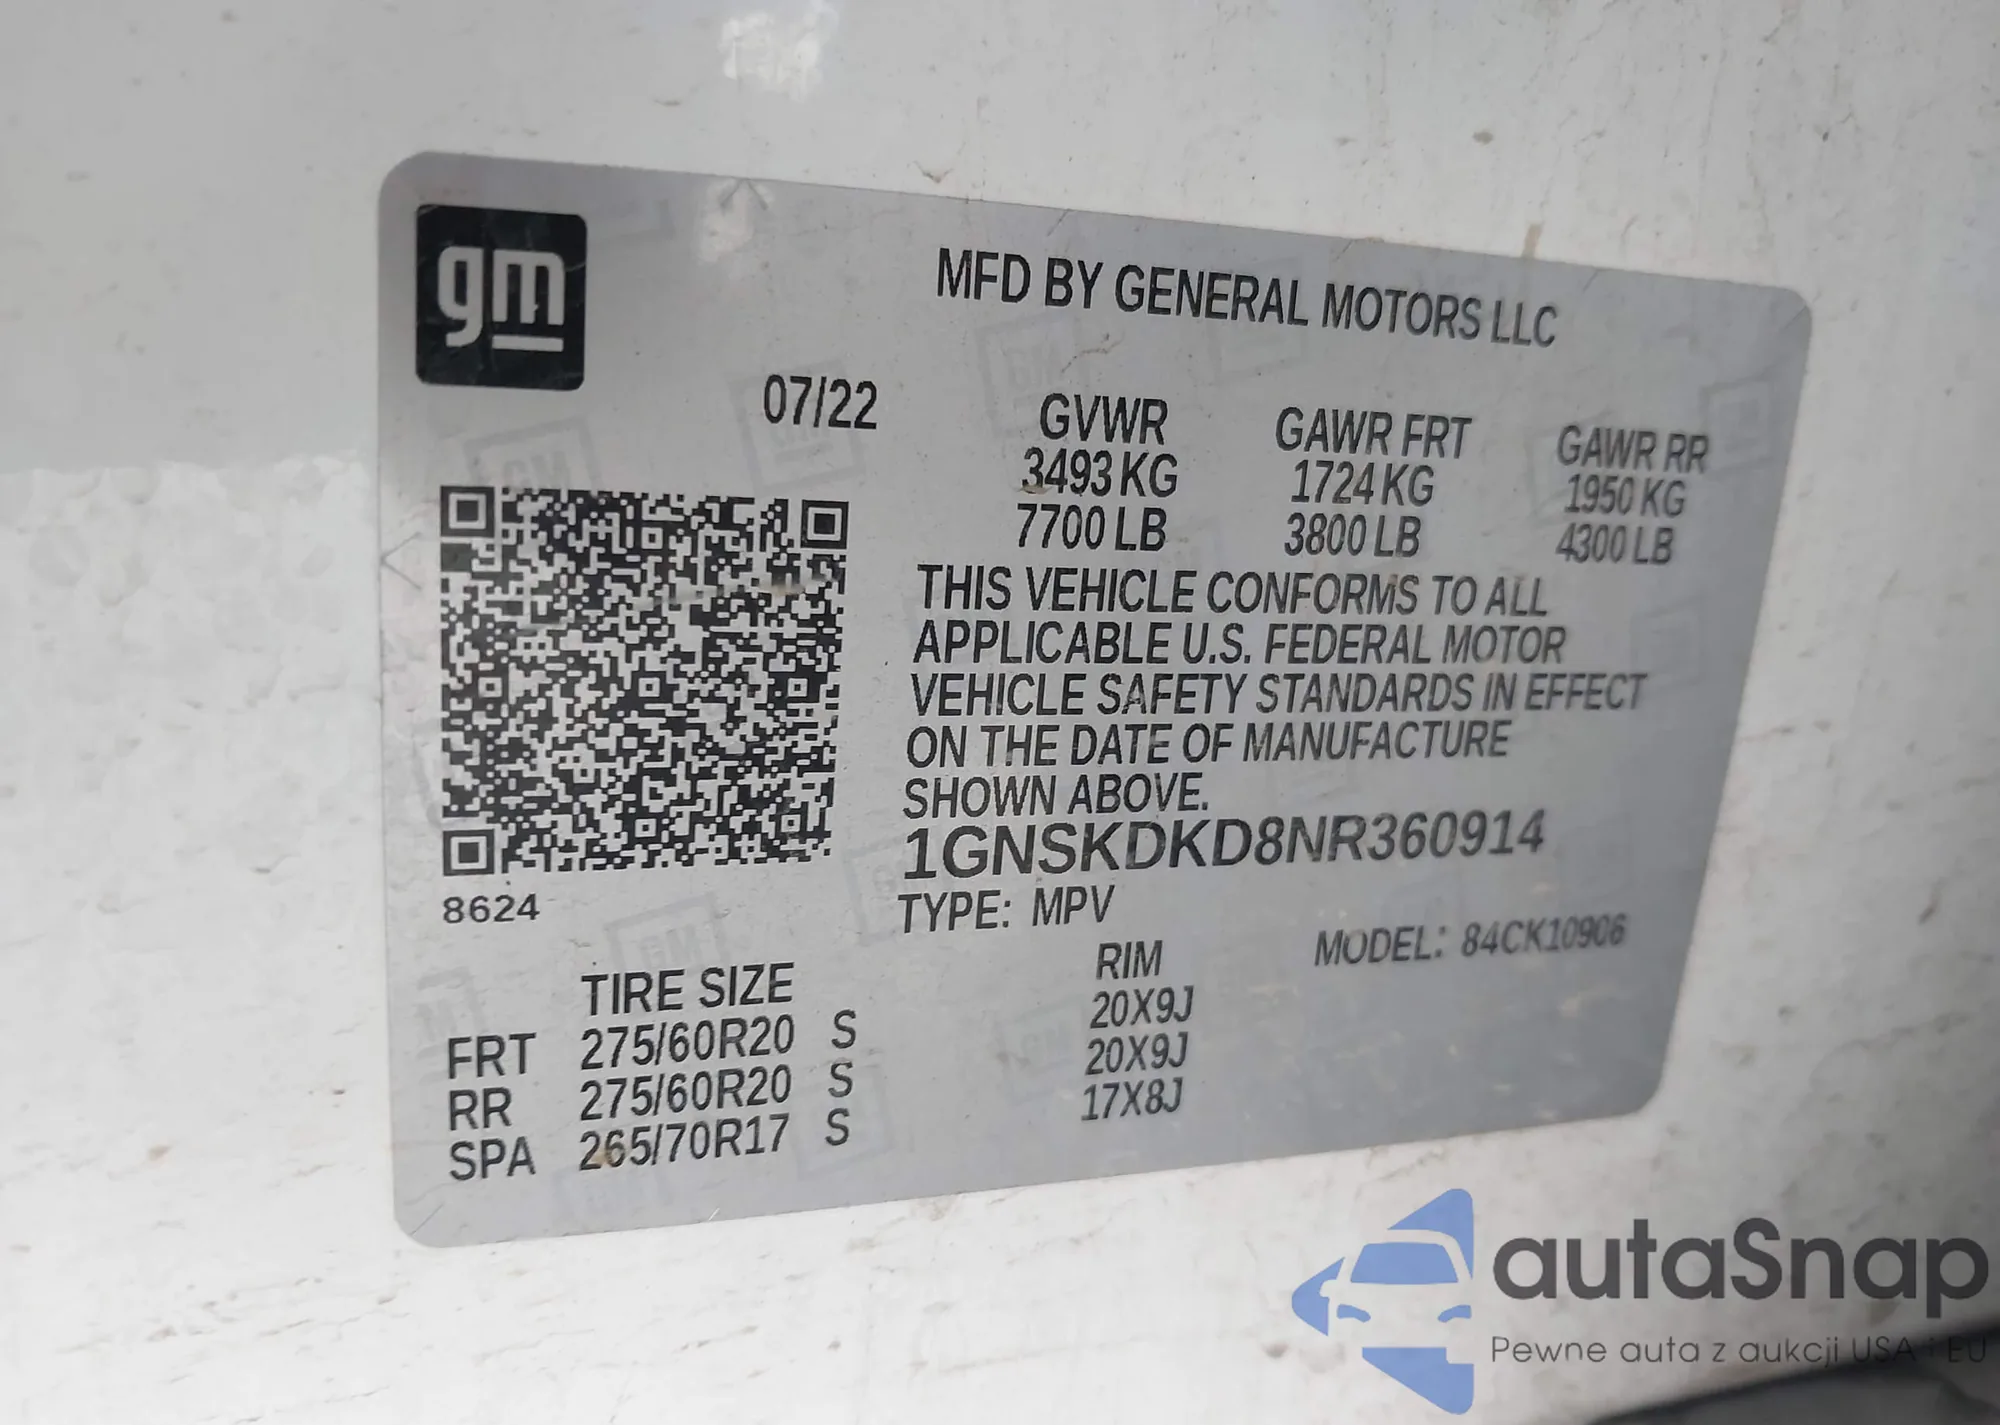 gm
MFD BY GENERAL MOTORS LLC
07/22
GVWR GAWR FRT GAWR RR
3493 KG 1724 KG 1950 KG
7700 LB 3800 LB 4300 LB
THIS VEHICLE CONFORMS TO ALL
APPLICABLE U.S. FEDERAL MOTOR
VEHICLE SAFETY STANDARDS IN EFFECT
ON THE DATE OF MANUFACTURE
SHOWN ABOVE.
1GNSKDKD8NR360914
8624
TYPE: MPV MODEL: 84CK10906
TIRE SIZE RIM
FRT 275/60R20 S 20X9J
RR 275/60R20 S 20X9J
SPA 265/70R17 S 17X8J
autaSnap
Pewne auta z aukcji USA i EU